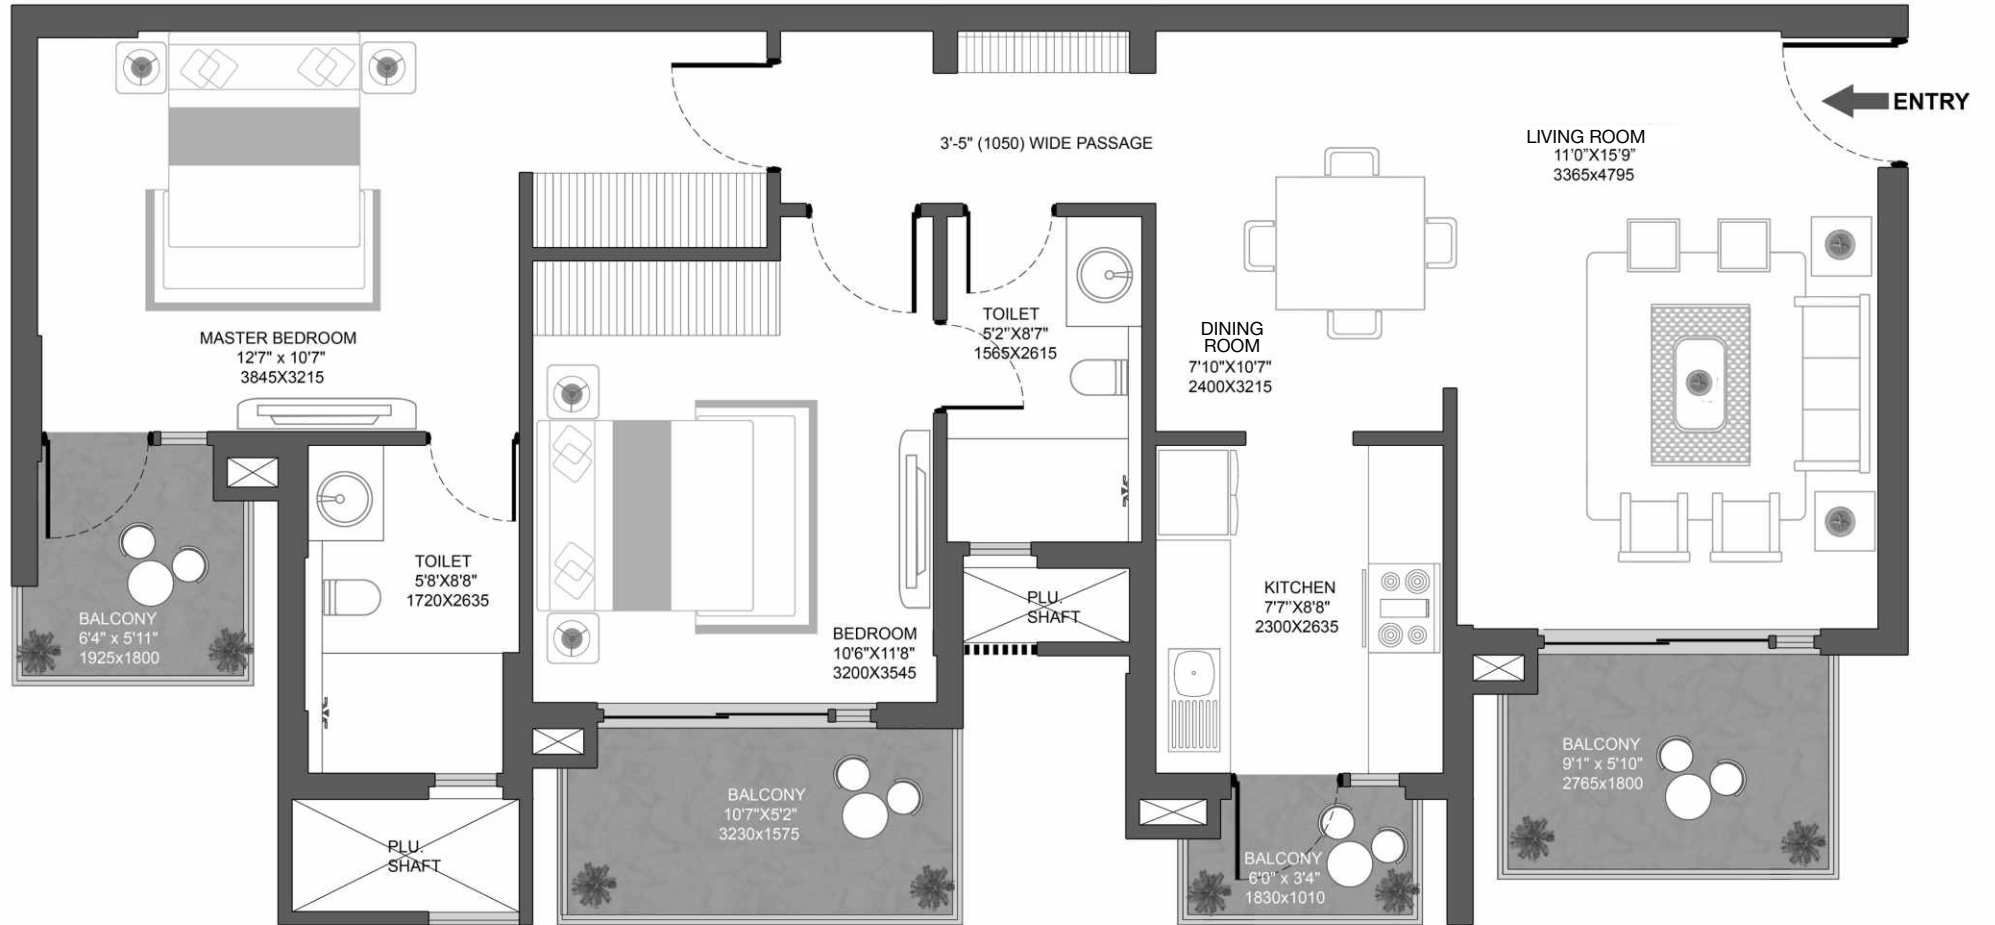 ENTRY
LIVING ROOM
11'0"X15'9"
3365x4795
3'-5" (1050) WIDE PASSAGE
MASTER BEDROOM
12'7" x 10'7"
3845X3215
TOILET
5'2"X8'7"
1565X2615
DINING
ROOM
7'10"X10'7"
2400X3215
TOILET
5'8'X8'8"
1720X2635
BALCONY
6'4" x 5'11"
1925x1800
BEDROOM
10'6"X11'8"
3200X3545
PLU.
SHAFT
KITCHEN
7'7"X8'8"
2300X2635
BALCONY
9'1" x 5'10"
2765x1800
BALCONY
10'7"X5'2"
3230x1575
PLU.
SHAFT
BALCONY
6'0" x 3'4"
1830x1010